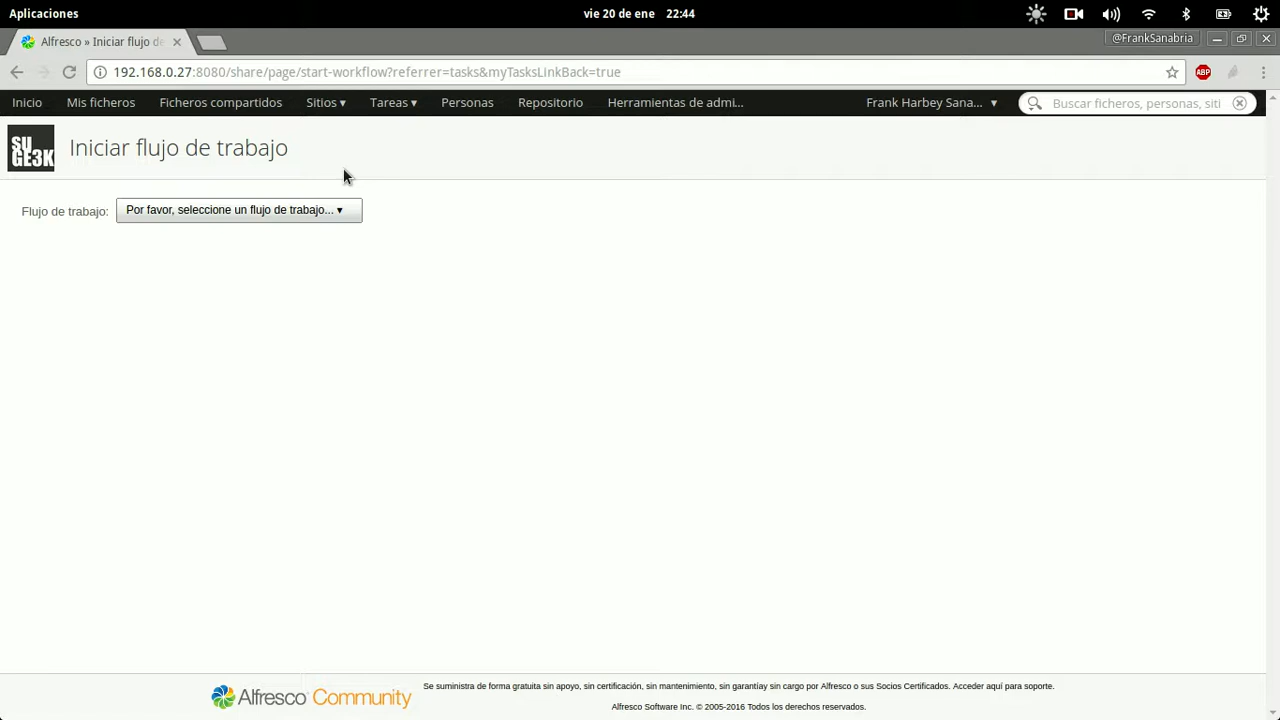 Aplicaciones vie 20 de ene 22:44
Alfresco » Iniciar flujo de @FrankSanabria
192.168.0.27:8080/share/page/start-workflow?referrer=tasks&myTasksLinkBack=true ABP
Inicio Mis ficheros Ficheros compartidos Sitios ▾ Tareas ▾ Personas Repositorio Herramientas de admi... Frank Harbey Sana... ▾ Buscar ficheros, personas, siti
SU GE3K Iniciar flujo de trabajo
Flujo de trabajo: Por favor, seleccione un flujo de trabajo... ▾
Alfresco Community
Se suministra de forma gratuita sin apoyo, sin certificación, sin mantenimiento, sin garantíay sin cargo por Alfresco o sus Socios Certificados. Acceder aquí para soporte.
Alfresco Software Inc. © 2005-2016 Todos los derechos reservados.